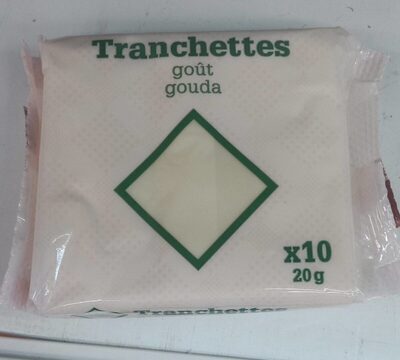 Tranchettes
goût
gouda
x10
20g
Tranchettes